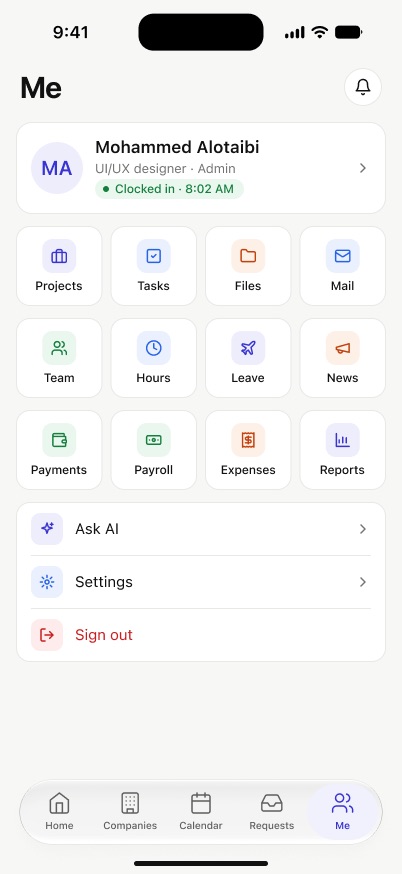 9:41
Me
MA
Mohammed Alotaibi
UI/UX designer · Admin
Clocked in · 8:02 AM
Projects
Tasks
Files
Mail
Team
Hours
Leave
News
Payments
Payroll
Expenses
Reports
Ask AI
Settings
Sign out
Home
Companies
Calendar
Requests
Me